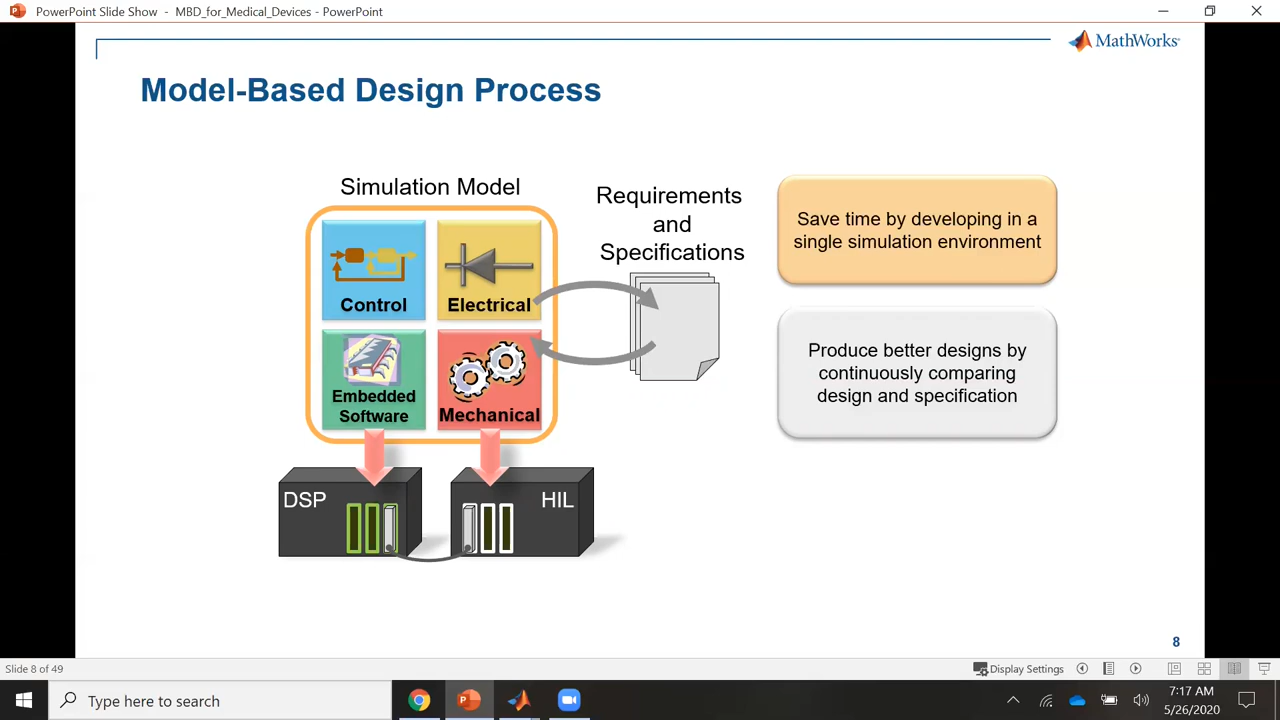 PowerPoint Slide Show - MBD_for_Medical_Devices - PowerPoint
MathWorks®
Model-Based Design Process
Simulation Model
Control
Electrical
Embedded
Software
Mechanical
Requirements
and
Specifications
Save time by developing in a
single simulation environment
Produce better designs by
continuously comparing
design and specification
DSP
HIL
8
Slide 8 of 49
Display Settings
Type here to search
7:17 AM
5/26/2020